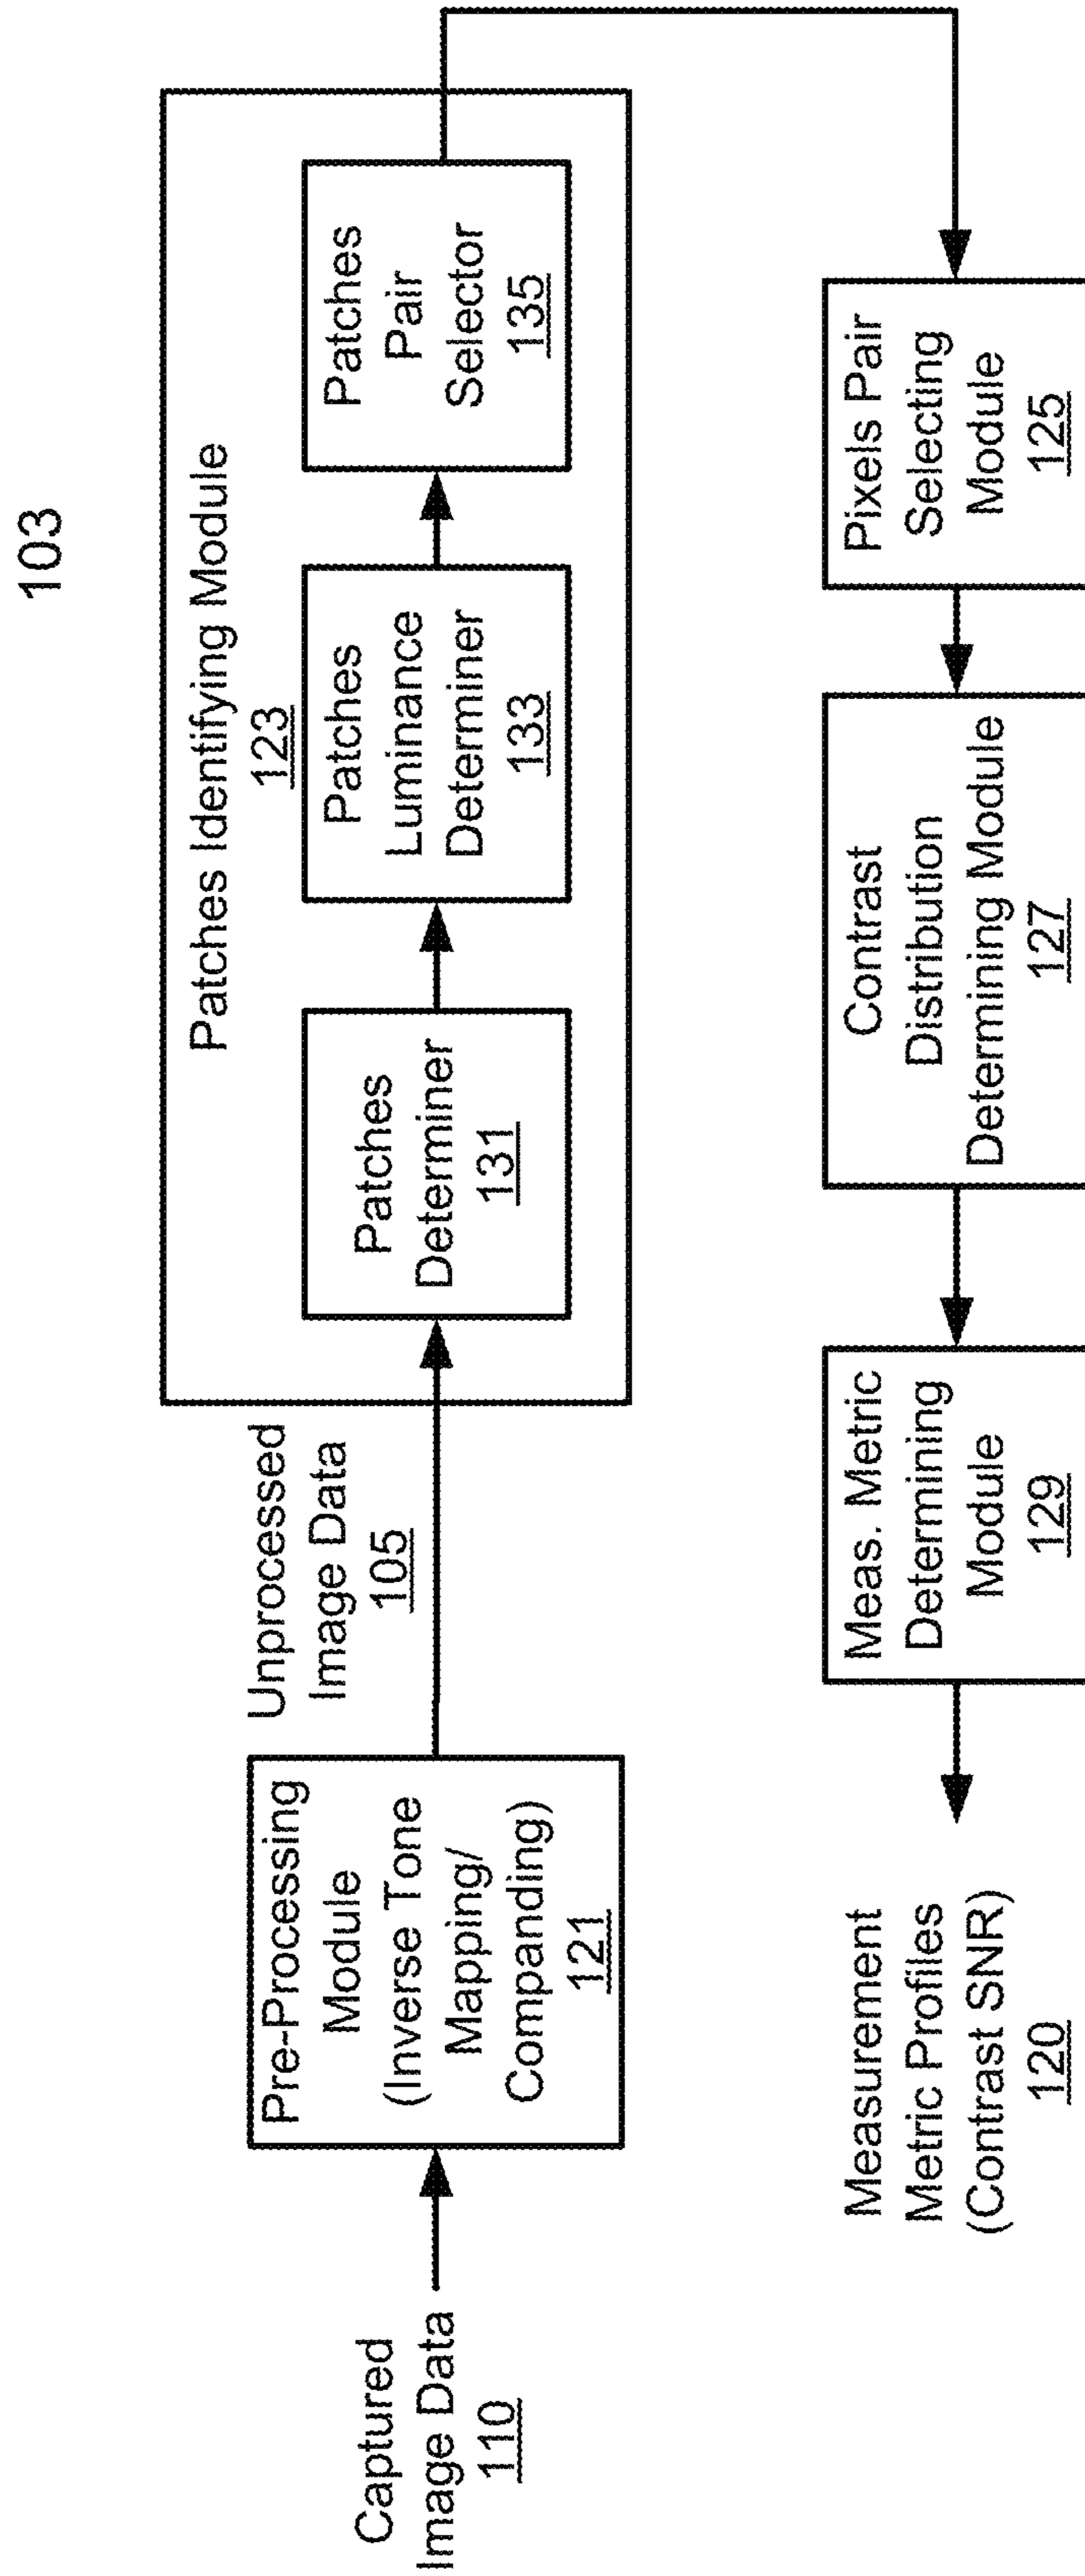 103
Captured
Image Data
110
Pre-Processing
Module
(Inverse Tone
Mapping/
Companding)
121
Unprocessed
Image Data
105
Patches Identifying Module
123
Patches
Determiner
131
Patches
Luminance
Determiner
133
Patches
Pair
Selector
135
Pixels Pair
Selecting
Module
125
Contrast
Distribution
Determining Module
127
Meas. Metric
Determining
Module
129
Measurement
Metric Profiles
(Contrast SNR)
120